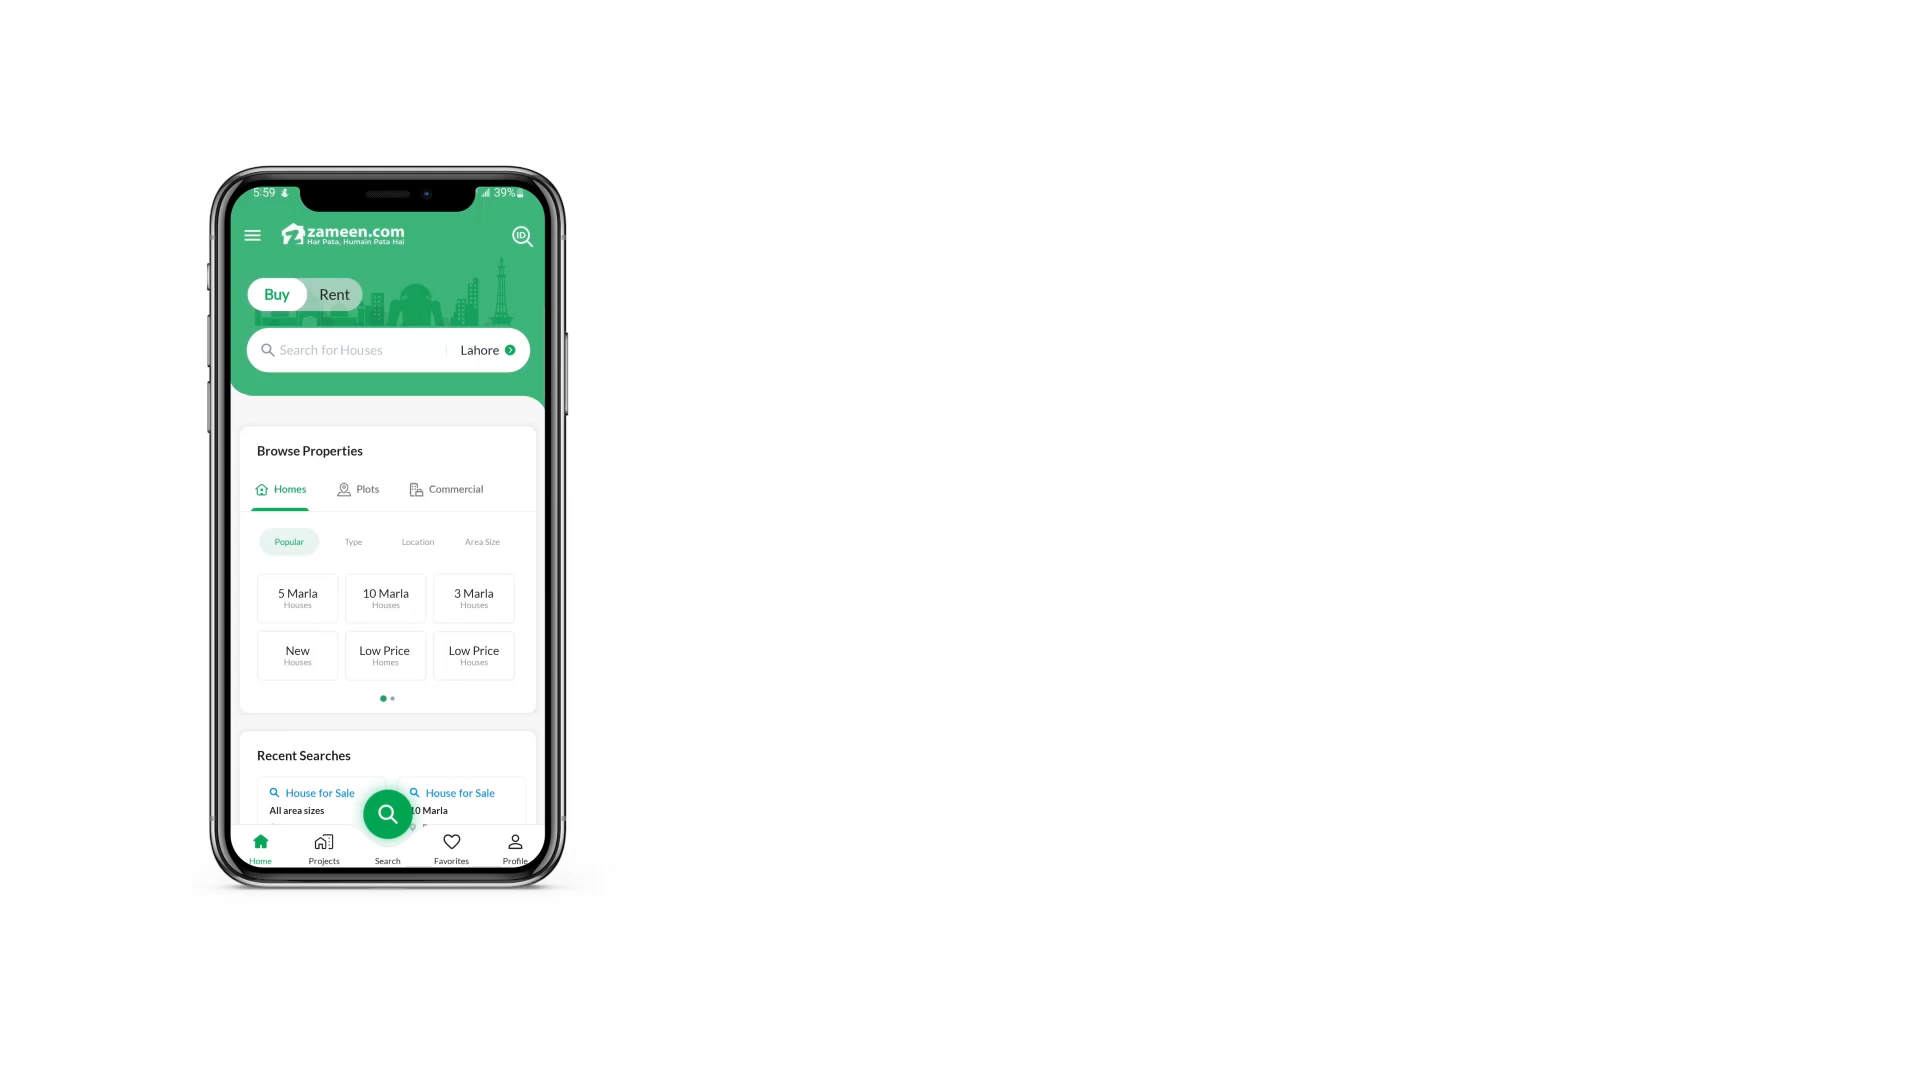 5:59 39%
zameen.com
Har Pata, Humain Pata Hai
ID
Buy Rent
Search for Houses Lahore
Browse Properties
Homes Plots Commercial
Popular Type Location Area Size
5 Marla 10 Marla 3 Marla
Houses Houses Houses
New Low Price Low Price
Houses Homes Houses
Recent Searches
House for Sale House for Sale
All area sizes 10 Marla
Home Projects Search Favorites Profile